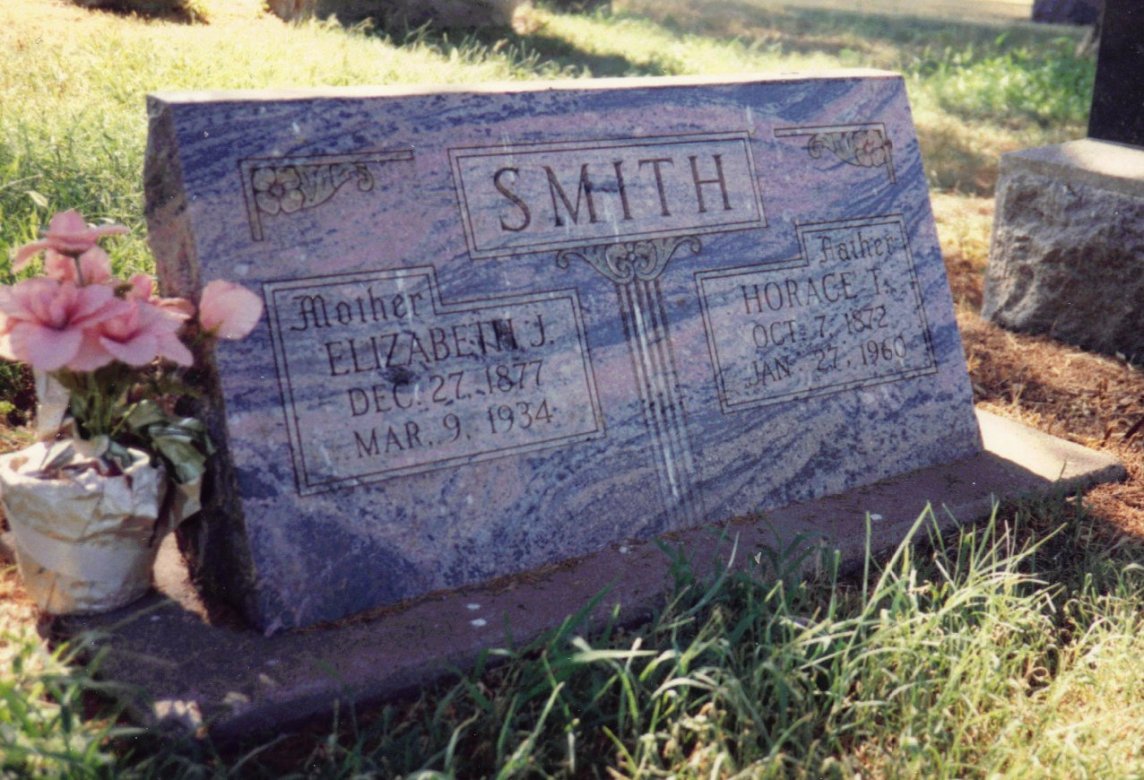 SMITH
Mother
ELIZABETH J.
DEC. 27, 1877
MAR. 9, 1934
Father
HORACE T.
OCT. 7, 1872
JAN. 27, 1960